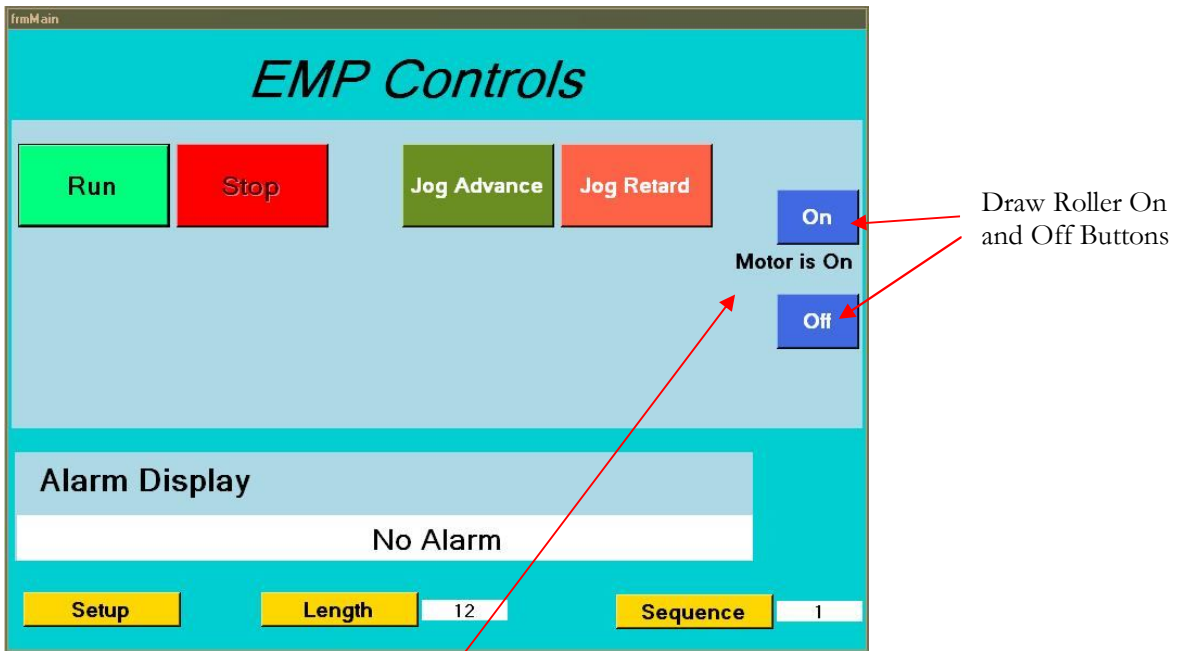 frmMain
EMP Controls
Run
Stop
Jog Advance
Jog Retard
On
Motor is On
Off
Draw Roller On
and Off Buttons
Alarm Display
No Alarm
Setup
Length
12
Sequence
1